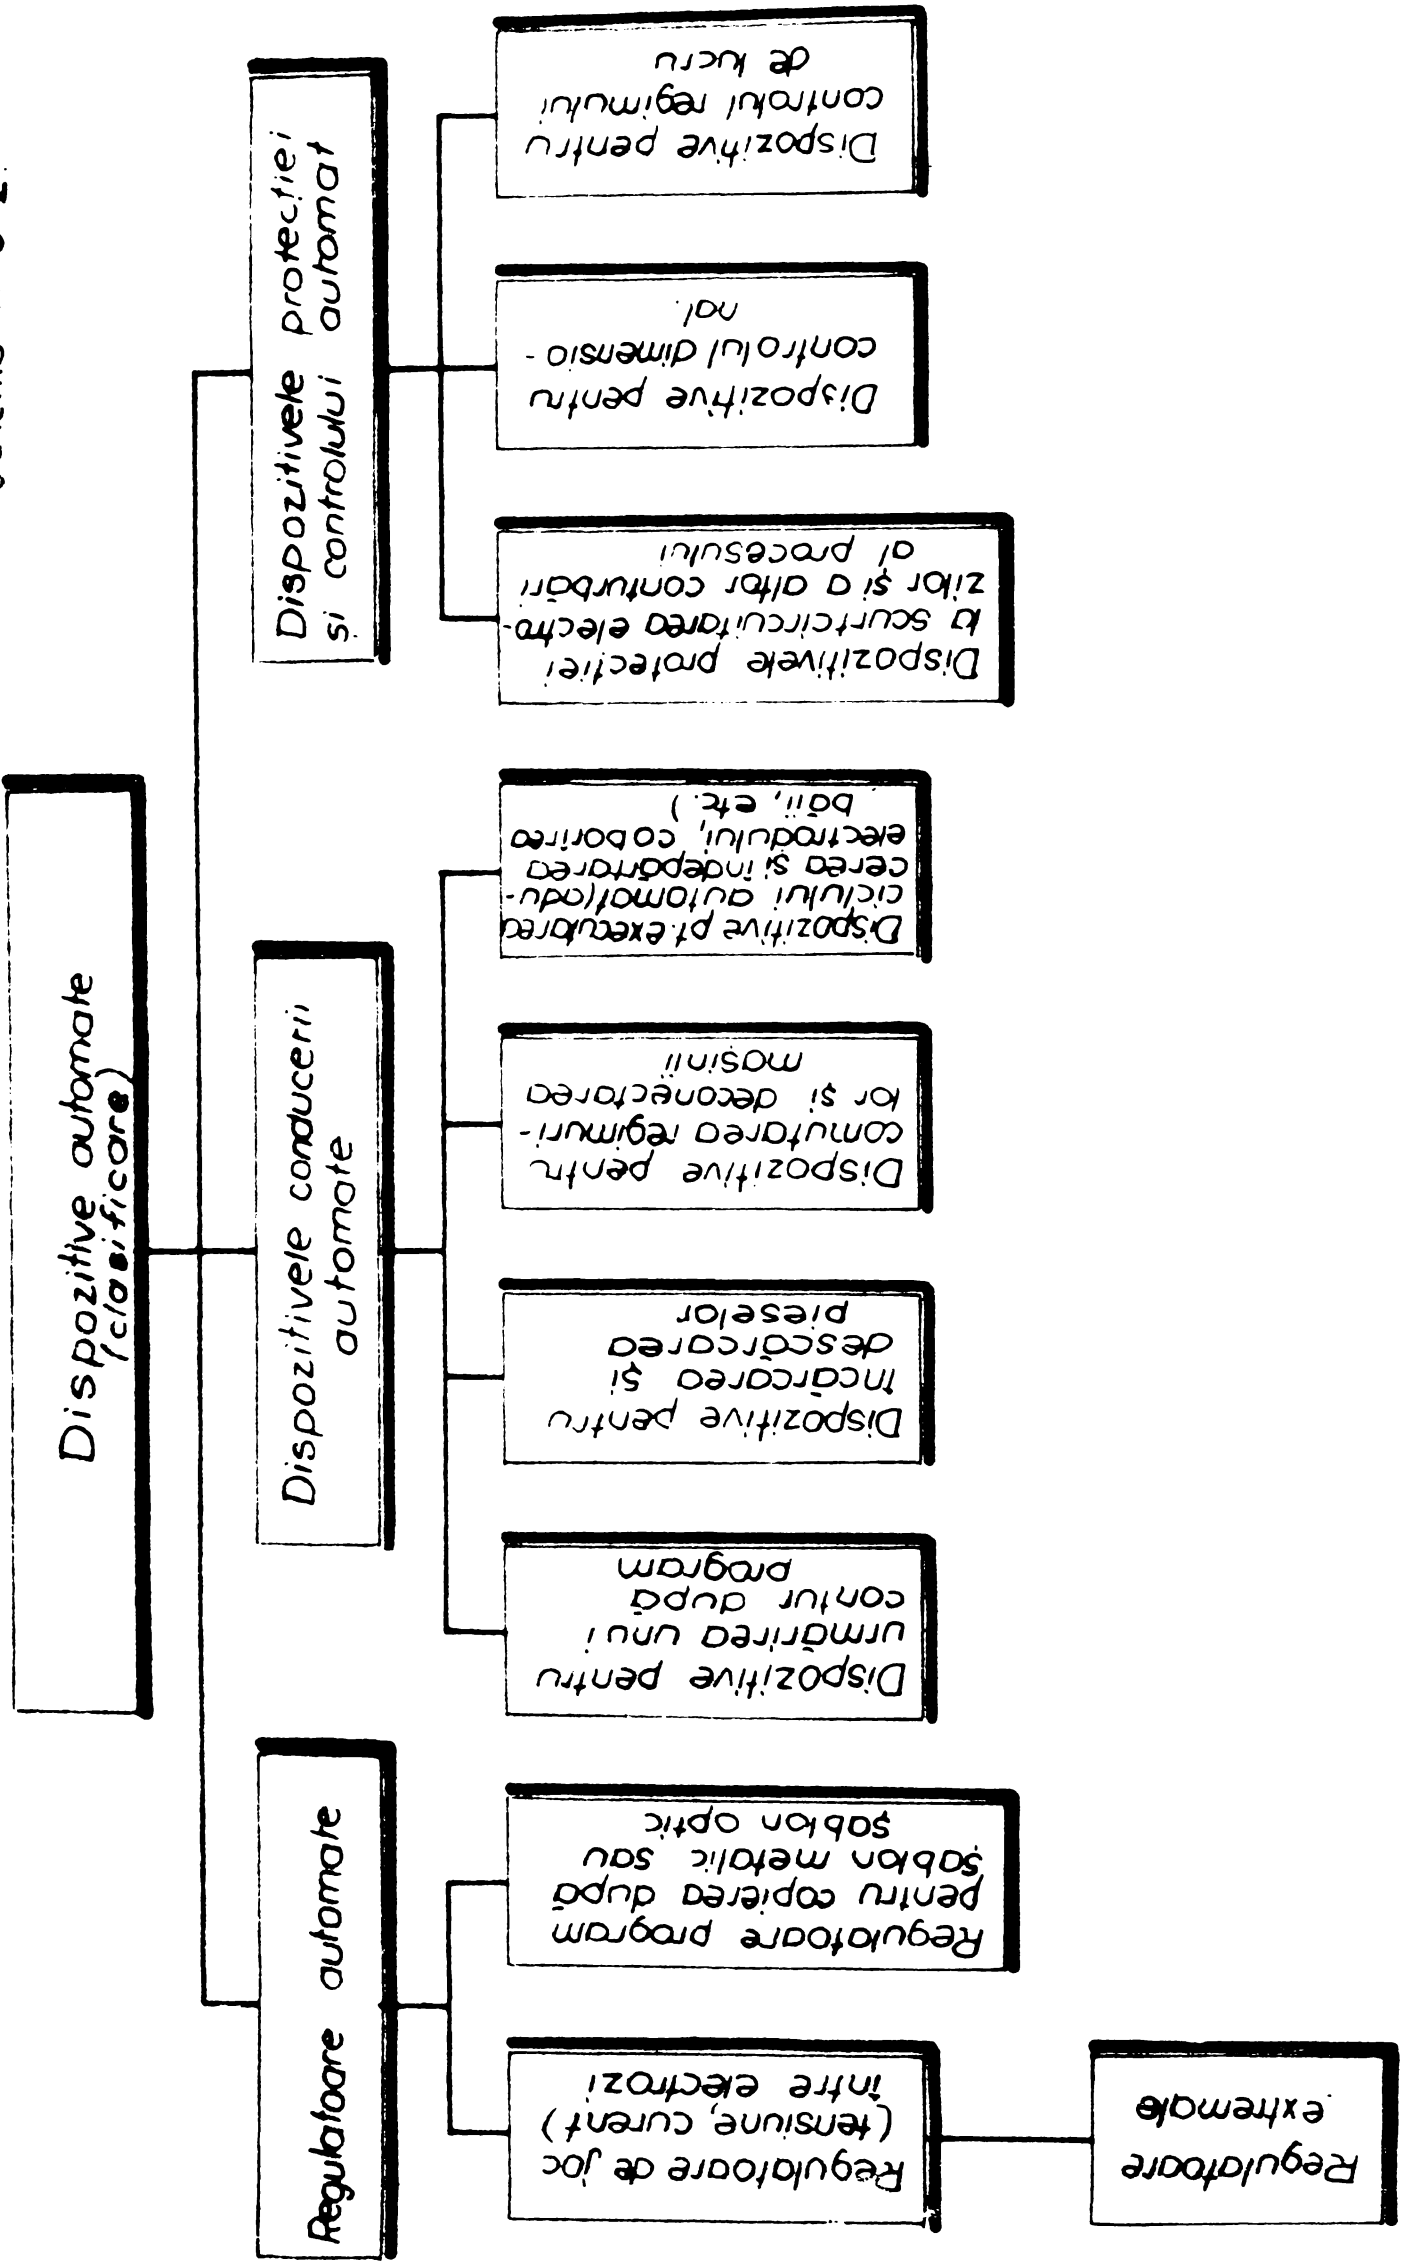 Dispozitive automate
(clasificare)
Regulatoare automate
Dispozitivele conducerii
automate
Dispozitivele protecției
și controlului automat
Regulatoare de joc
(tensiune, curent)
între electrozi
Regulatoare program
pentru copierea după
șablon metalic sau
șablon optic
Dispozitive pentru
urmărirea unui
contur după
program
Dispozitive pentru
încărcarea și
descărcarea
pieselor
Dispozitive pentru
comutarea regimuri-
lor și deconectarea
mașinii
Dispozitive pt. executarea
ciclului automat (adu-
cerea și îndepărtarea
electrodului, coborîrea
băii, etc.)
Dispozitivele protecției
la scurtcircuitarea electro-
zilor și a altor conturbări
al procesului
Dispozitive pentru
controlul dimensio-
nal.
Dispozitive pentru
controlul regimului
de lucru
Regulatoare
extremale